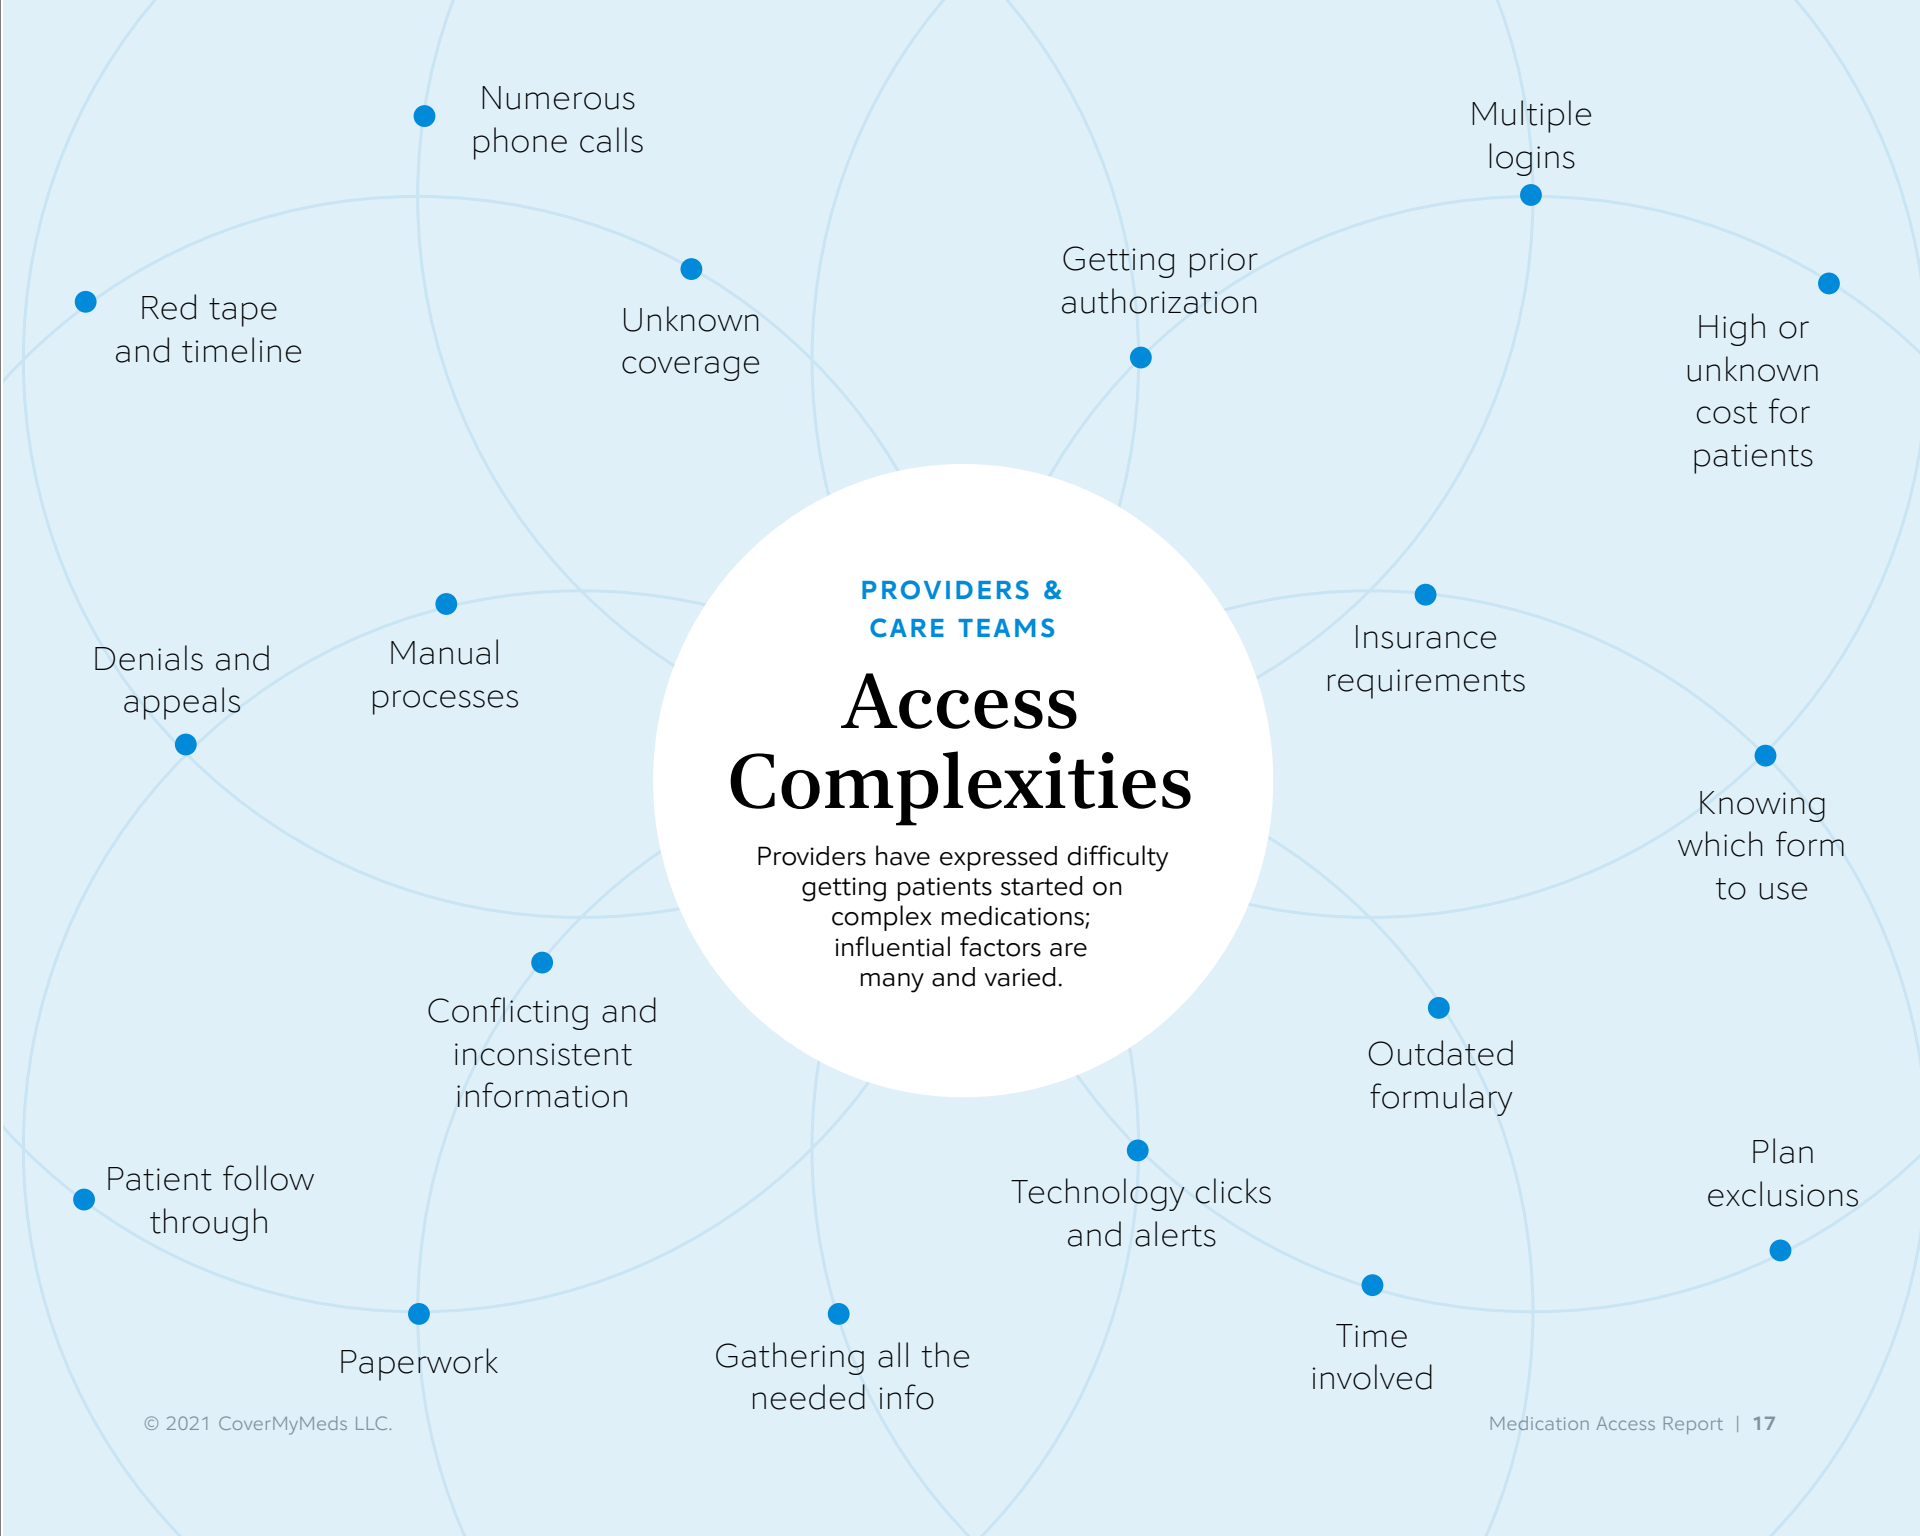 Numerous
phone calls
Multiple
logins
Getting prior
authorization
Red tape
and timeline
Unknown
coverage
High or
unknown
cost for
patients
PROVIDERS &
CARE TEAMS
Access
Complexities
Providers have expressed difficulty
getting patients started on
complex medications;
influential factors are
many and varied.
Denials and
appeals
Manual
processes
Insurance
requirements
Knowing
which form
to use
Conflicting and
inconsistent
information
Outdated
formulary
Patient follow
through
Technology clicks
and alerts
Plan
exclusions
Paperwork
Gathering all the
needed info
Time
involved
© 2021 CoverMyMeds LLC.
Medication Access Report | 17